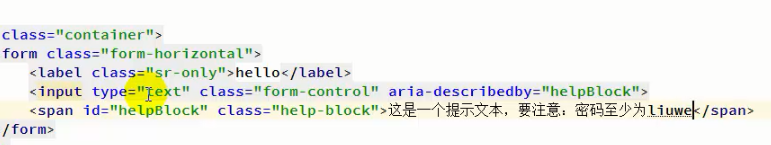 class="container">
form class="form-horizontal">
<label class="sr-only">hello</label>
<input type="text" class="form-control" aria-describedby="helpBlock">
<span id="helpBlock" class="help-block">这是一个提示文本，要注意：密码至少为liuwe</span>
/form>